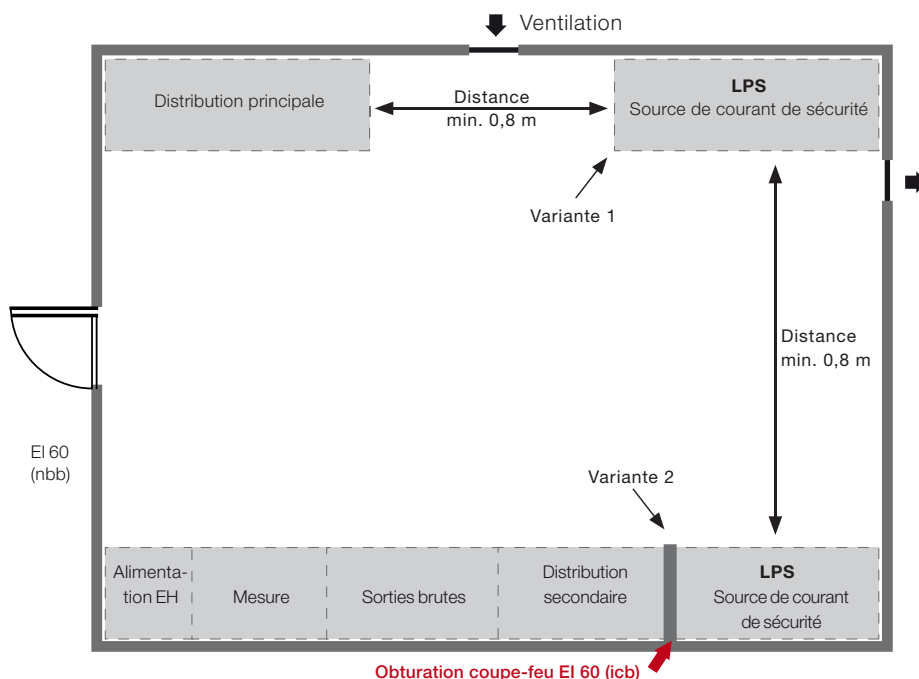 Ventilation
Distribution principale
Distance
min. 0,8 m
LPS
Source de courant de sécurité
Variante 1
Distance
min. 0,8 m
EI 60
(nbb)
Variante 2
Alimenta-
tion EH
Mesure
Sorties brutes
Distribution
secondaire
LPS
Source de courant
de sécurité
Obturation coupe-feu EI 60 (icb)